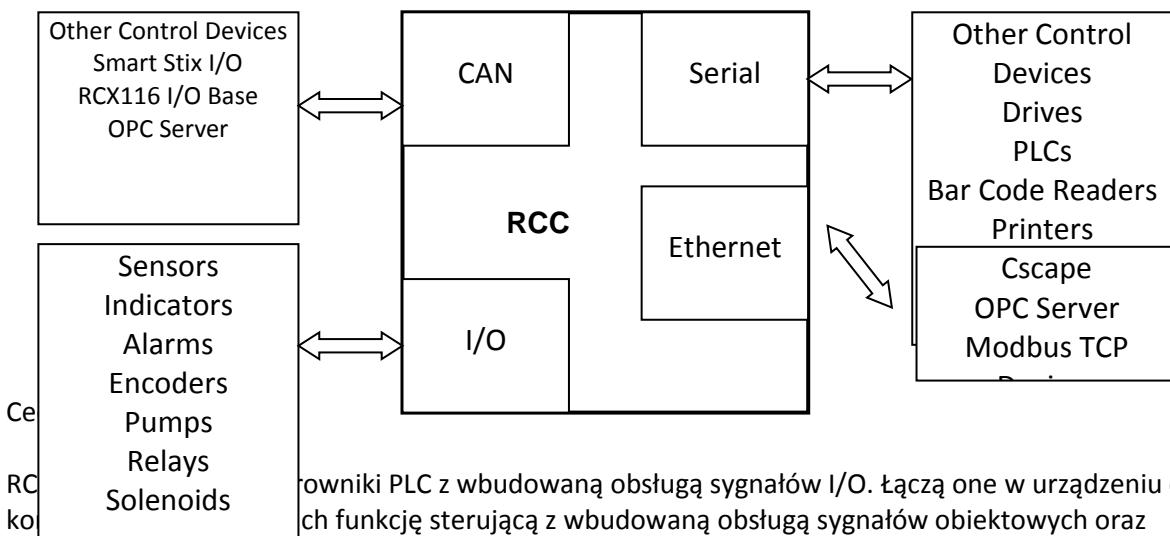 Other Control Devices
Smart Stix I/O
RCX116 I/O Base
OPC Server
CAN
Serial
RCC
Ethernet
I/O
Other Control
Devices
Drives
PLCs
Bar Code Readers
Printers
Cscape
OPC Server
Modbus TCP
Sensors
Indicators
Alarms
Encoders
Pumps
Relays
Solenoids
PLC z wbudowaną obsługą sygnałów I/O. Łączą one w urządzeniu
funkcję sterującą z wbudowaną obsługą sygnałów obiektowych oraz